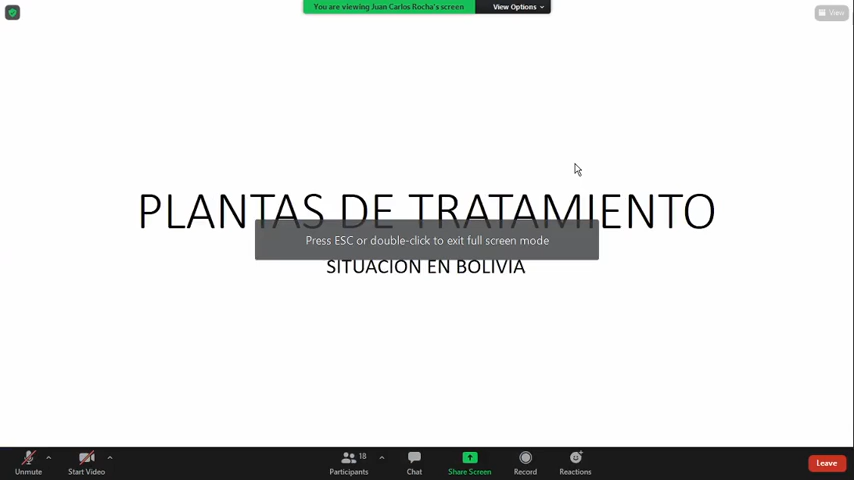 You are viewing Juan Carlos Rocha's screen
View Options
View
PLANTAS DE TRATAMIENTO
Press ESC or double-click to exit full screen mode
SITUACION EN BOLIVIA
Unmute
Start Video
18
Participants
Chat
Share Screen
Record
Reactions
Leave